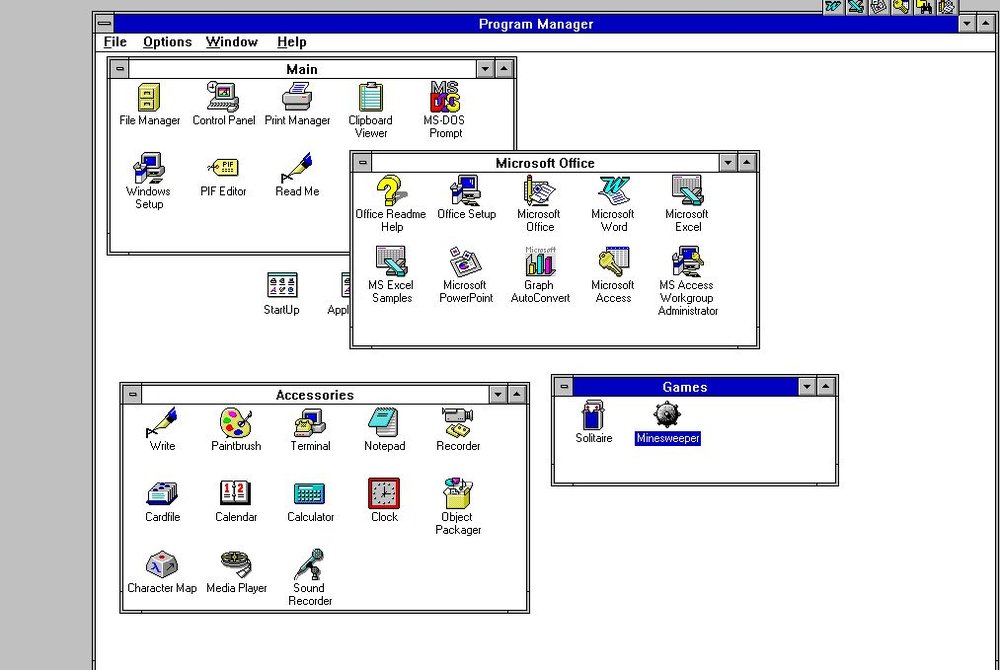 Program Manager
File Options Window Help
Main
File Manager Control Panel Print Manager Clipboard Viewer MS-DOS Prompt
Windows Setup PIF Editor Read Me
Microsoft Office
Office Readme Help Office Setup Microsoft Office Microsoft Word Microsoft Excel
MS Excel Samples Microsoft PowerPoint Graph AutoConvert Microsoft Access MS Access Workgroup Administrator
StartUp Appl
Accessories
Write Paintbrush Terminal Notepad Recorder
Cardfile Calendar Calculator Clock Object Packager
Character Map Media Player Sound Recorder
Games
Solitaire Minesweeper